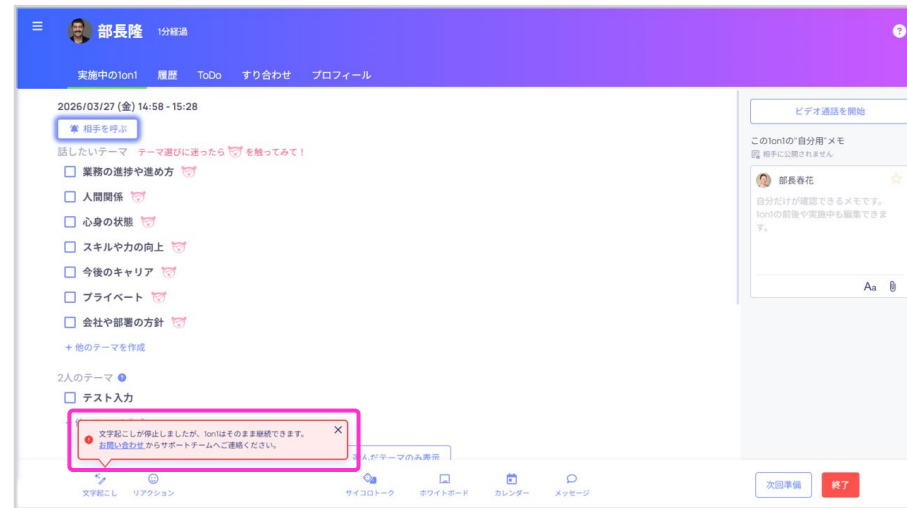 部長隆 1分経過
実施中の1on1 履歴 ToDo すり合わせ プロフィール
2026/03/27 (金) 14:58 - 15:28
相手を呼ぶ
話したいテーマ テーマ選びに迷ったら を触ってみて！
業務の進捗や進め方
人間関係
心身の状態
スキルや力の向上
今後のキャリア
プライベート
会社や部署の方針
+ 他のテーマを作成
2人のテーマ
テスト入力
文字起こしが停止しましたが、1on1はそのまま継続できます。
お問い合わせ からサポートチームへご連絡ください。
んだテーマのみ表示
文字起こし リアクション サイコロトーク ホワイトボード カレンダー メッセージ
ビデオ通話を開始
この1on1の"自分用"メモ
相手に公開されません
部長春花
自分だけが確認できるメモです。
1on1の前後や実施中も編集できま
す。
Aa
次回準備 終了